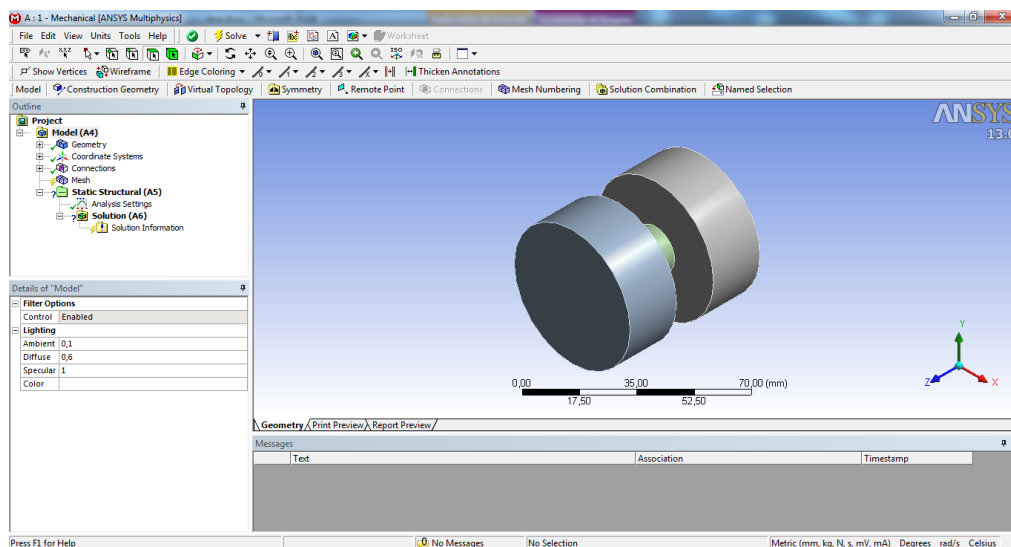 A : 1 - Mechanical [ANSYS Multiphysics]
File Edit View Units Tools Help Solve Worksheet
Show Vertices Wireframe Edge Coloring Thicken Annotations
Model Construction Geometry Virtual Topology Symmetry Remote Point Connections Mesh Numbering Solution Combination Named Selection
Outline
Project
Model (A4)
Geometry
Coordinate Systems
Connections
Mesh
Static Structural (A5)
Analysis Settings
Solution (A6)
Solution Information
Details of "Model"
Filter Options
Control Enabled
Lighting
Ambient 0,1
Diffuse 0,6
Specular 1
Color
ANSYS
13.0
0,00 35,00 70,00 (mm)
17,50 52,50
Y
Z X
Geometry Print Preview Report Preview
Messages
Text Association Timestamp
Press F1 for Help No Messages No Selection Metric (mm, kg, N, s, mV, mA) Degrees rad/s Celsius